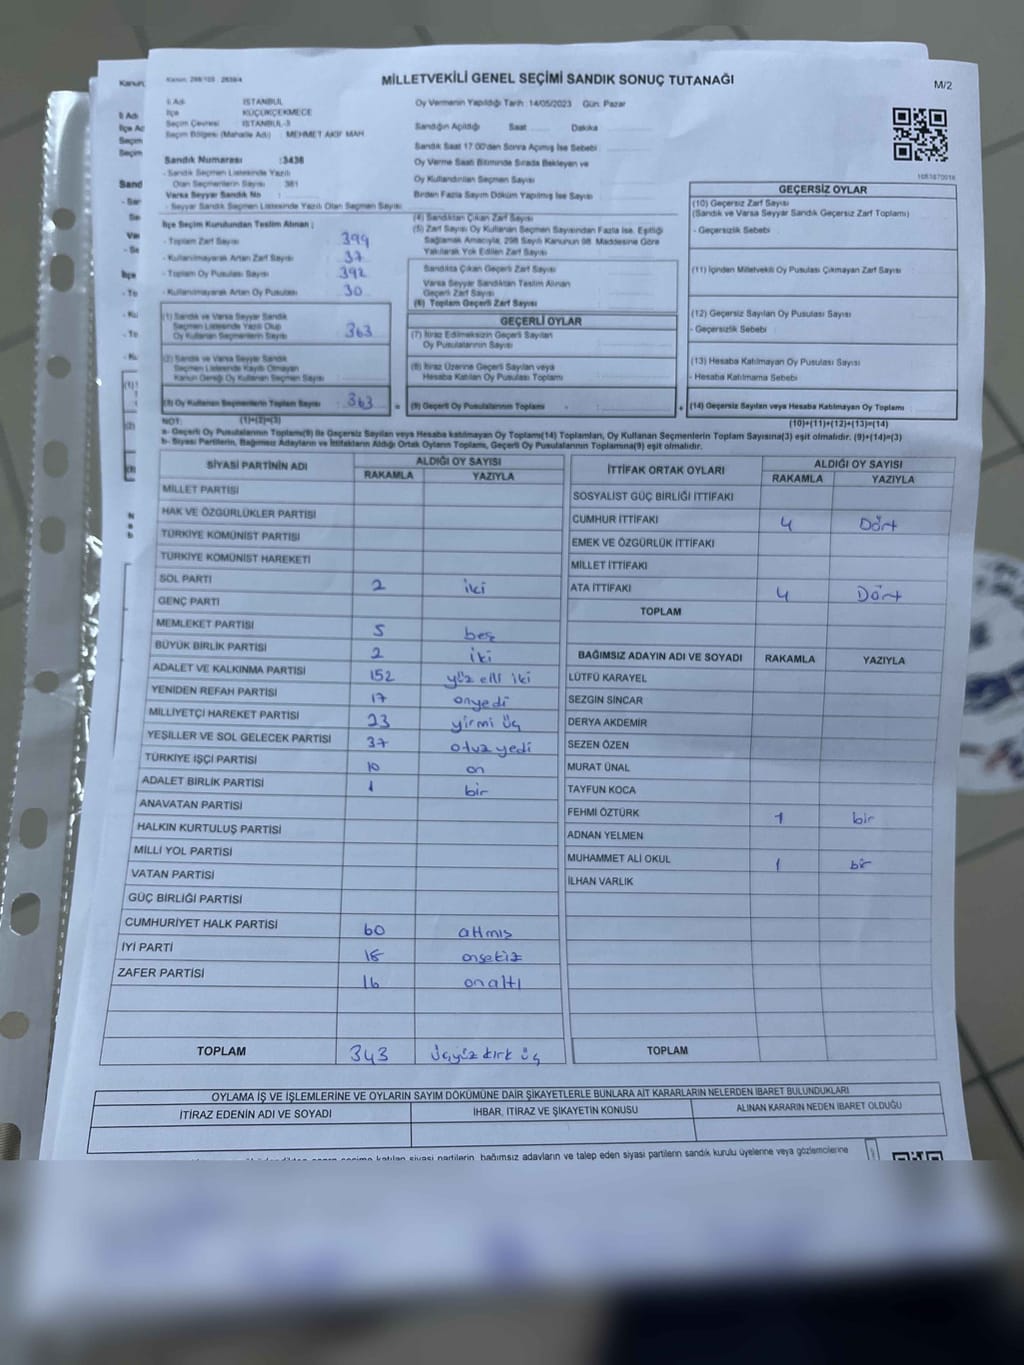 Kanun: 298/105 , 2839/4
MİLLETVEKİLİ GENEL SEÇİMİ SANDIK SONUÇ TUTANAĞI
M/2
İl Adı İSTANBUL
İlçe KÜÇÜKÇEKMECE
Seçim Çevresi İSTANBUL-3
Seçim Bölgesi (Mahalle Adı) : MEHMET AKİF MAH
Sandık Numarası :3436
- Sandık Seçmen Listesinde Yazılı
Olan Seçmenlerin Sayısı 381
Varsa Seyyar Sandık No
- Seyyar Sandık Seçmen Listesinde Yazılı Olan Seçmen Sayısı
Oy Vermenin Yapıldığı Tarih : 14/05/2023 Gün: Pazar
Sandığın Açıldığı Saat Dakika
Sandık Saat 17:00'den Sonra Açılmış İse Sebebi
Oy Verme Saati Bitiminde Sırada Bekleyen ve
Oy Kullandırılan Seçmen Sayısı
Birden Fazla Sayım Döküm Yapılmış İse Sayısı
İlçe Seçim Kurulundan Teslim Alınan ;
- Toplam Zarf Sayısı 399
- Kullanılmayarak Artan Zarf Sayısı 37
- Toplam Oy Pusulası Sayısı 392
- Kullanılmayarak Artan Oy Pusulası 30
(1) Sandık ve Varsa Seyyar Sandık
Seçmen Listesinde Yazılı Olup
Oy Kullanan Seçmenlerin Sayısı 363
(2) Sandık ve Varsa Seyyar Sandık
Seçmen Listesinde Kayıtlı Olmayan
Kanun Gereği Oy Kullanan Seçmen Sayısı
(3) Oy Kullanan Seçmenlerin Toplam Sayısı : 363
(1)+(2)=(3)
(4) Sandıktan Çıkan Zarf Sayısı
(5) Zarf Sayısı Oy Kullanan Seçmen Sayısından Fazla İse, Eşitliği
Sağlamak Amacıyla, 298 Sayılı Kanunun 98. Maddesine Göre
Yakılarak Yok Edilen Zarf Sayısı
Sandıkta Çıkan Geçerli Zarf Sayısı
Varsa Seyyar Sandıktan Teslim Alınan
Geçerli Zarf Sayısı
(6) Toplam Geçerli Zarf Sayısı
GEÇERLİ OYLAR
(7) İtiraz Edilmeksizin Geçerli Sayılan
Oy Pusulalarının Sayısı
(8) İtiraz Üzerine Geçerli Sayılan veya
Hesaba Katılan Oy Pusulası Toplamı
= (9) Geçerli Oy Pusulalarının Toplamı
GEÇERSİZ OYLAR
(10) Geçersiz Zarf Sayısı
(Sandık ve Varsa Seyyar Sandık Geçersiz Zarf Toplamı)
- Geçersizlik Sebebi
(11) İçinden Milletvekili Oy Pusulası Çıkmayan Zarf Sayısı
(12) Geçersiz Sayılan Oy Pusulası Sayısı
- Geçersizlik Sebebi
(13) Hesaba Katılmayan Oy Pusulası Sayısı
- Hesaba Katılmama Sebebi
+ (14) Geçersiz Sayılan veya Hesaba Katılmayan Oy Toplamı
(10)+(11)+(12)+(13)=(14)
NOT:
a- Geçerli Oy Pusulalarının Toplamı(9) ile Geçersiz Sayılan veya Hesaba katılmayan Oy Toplamı(14) Toplamları, Oy Kullanan Seçmenlerin Toplam Sayısına(3) eşit olmalıdır. (9)+(14)=(3)
b- Siyasi Partilerin, Bağımsız Adayların ve İttifakların Aldığı Ortak Oyların Toplamı, Geçerli Oy Pusulalarının Toplamına(9) eşit olmalıdır.
SİYASİ PARTİNİN ADI ALDIĞI OY SAYISI
RAKAMLA YAZIYLA
MİLLET PARTİSİ
HAK VE ÖZGÜRLÜKLER PARTİSİ
TÜRKİYE KOMÜNİST PARTİSİ
TÜRKİYE KOMÜNİST HAREKETİ
SOL PARTİ 2 iki
GENÇ PARTİ
MEMLEKET PARTİSİ 5 beş
BÜYÜK BİRLİK PARTİSİ 2 iki
ADALET VE KALKINMA PARTİSİ 152 yüz elli iki
YENİDEN REFAH PARTİSİ 17 onyedi
MİLLİYETÇİ HAREKET PARTİSİ 23 yirmi üç
YEŞİLLER VE SOL GELECEK PARTİSİ 37 otuz yedi
TÜRKİYE İŞÇİ PARTİSİ 10 on
ADALET BİRLİK PARTİSİ 1 bir
ANAVATAN PARTİSİ
HALKIN KURTULUŞ PARTİSİ
MİLLİ YOL PARTİSİ
VATAN PARTİSİ
GÜÇ BİRLİĞİ PARTİSİ
CUMHURİYET HALK PARTİSİ 60 altmış
İYİ PARTİ 18 onsekiz
ZAFER PARTİSİ 16 onaltı
TOPLAM 343 üçyüz kırk üç
İTTİFAK ORTAK OYLARI ALDIĞI OY SAYISI
RAKAMLA YAZIYLA
SOSYALİST GÜÇ BİRLİĞİ İTTİFAKI
CUMHUR İTTİFAKI 4 Dört
EMEK VE ÖZGÜRLÜK İTTİFAKI
MİLLET İTTİFAKI
ATA İTTİFAKI 4 Dört
TOPLAM
BAĞIMSIZ ADAYIN ADI VE SOYADI RAKAMLA YAZIYLA
LÜTFÜ KARAYEL
SEZGİN SİNCAR
DERYA AKDEMİR
SEZEN ÖZEN
MURAT ÜNAL
TAYFUN KOCA
FEHMİ ÖZTÜRK 1 bir
ADNAN YELMEN
MUHAMMET ALİ OKUL 1 bir
İLHAN VARLIK
TOPLAM
OYLAMA İŞ VE İŞLEMLERİNE VE OYLARIN SAYIM DÖKÜMÜNE DAİR ŞİKAYETLERLE BUNLARA AİT KARARLARIN NELERDEN İBARET BULUNDUKLARI
İTİRAZ EDENİN ADI VE SOYADI İHBAR, İTİRAZ VE ŞİKAYETİN KONUSU ALINAN KARARIN NEDEN İBARET OLDUĞU
siyasi partilerin, bağımsız adayların ve talep eden siyasi partilerin sandık kurulu üyelerine veya gözlemcilerine